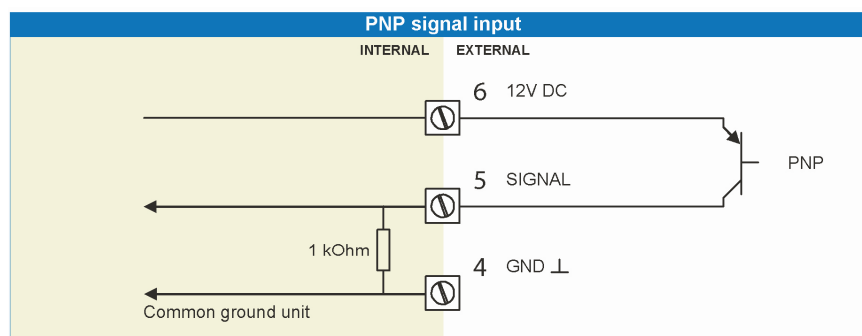 PNP signal input
INTERNAL EXTERNAL
6 12V DC
PNP
5 SIGNAL
1 kOhm
4 GND
Common ground unit